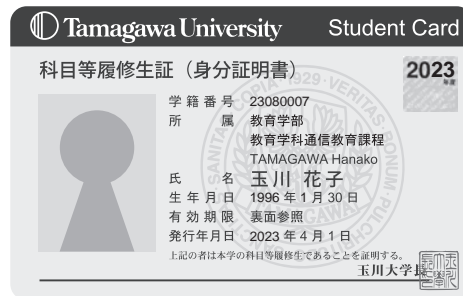 Tamagawa University Student Card
科目等履修生証（身分証明書）
2023
年度
学籍番号 23080007
所属 教育学部
教育学科通信教育課程
TAMAGAWA Hanako
氏名 玉川 花子
生年月日 1996年1月30日
有効期限 裏面参照
発行年月日 2023年4月1日
上記の者は本学の科目等履修生であることを証明する。
玉川大学長